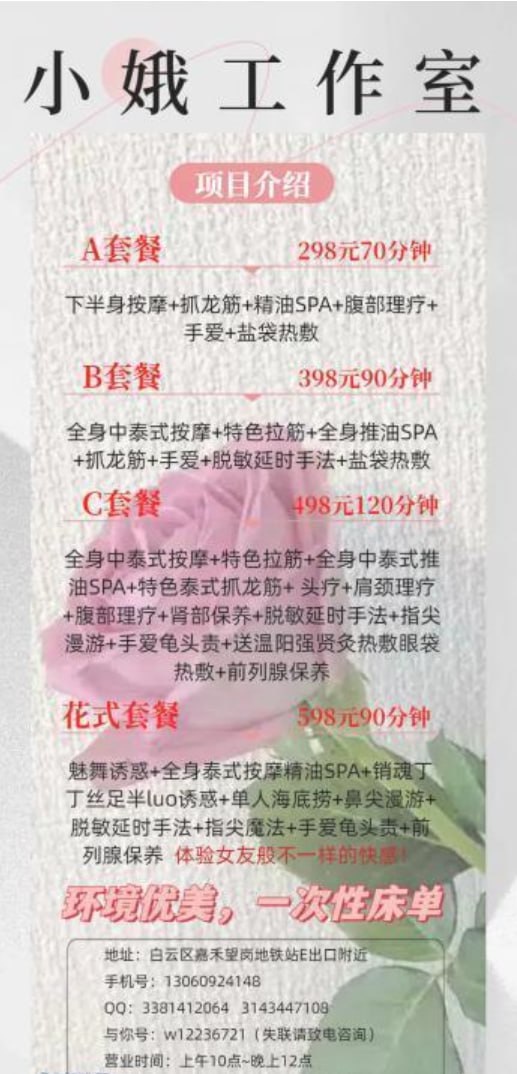 小娥工作室
项目介绍
A套餐 298元70分钟
下半身按摩+抓龙筋+精油SPA+腹部理疗+
手爱+盐袋热敷
B套餐 398元90分钟
全身中泰式按摩+特色拉筋+全身推油SPA
+抓龙筋+手爱+脱敏延时手法+盐袋热敷
C套餐 498元120分钟
全身中泰式按摩+特色拉筋+全身中泰式推
油SPA+特色泰式抓龙筋+ 头疗+肩颈理疗
+腹部理疗+肾部保养+脱敏延时手法+指尖
漫游+手爱龟头责+送温阳强贤灸热敷眼袋
热敷+前列腺保养
花式套餐 598元90分钟
魅舞诱惑+全身泰式按摩精油SPA+销魂丁
丁丝足半luo诱惑+单人海底捞+鼻尖漫游+
脱敏延时手法+指尖魔法+手爱龟头责+前
列腺保养 体验女友般不一样的快感！
环境优美，一次性床单
地址：白云区嘉禾望岗地铁站E出口附近
手机号：13060924148
QQ：3381412064 3143447108
与你号：w12236721（失联请致电咨询）
营业时间：上午10点~晚上12点